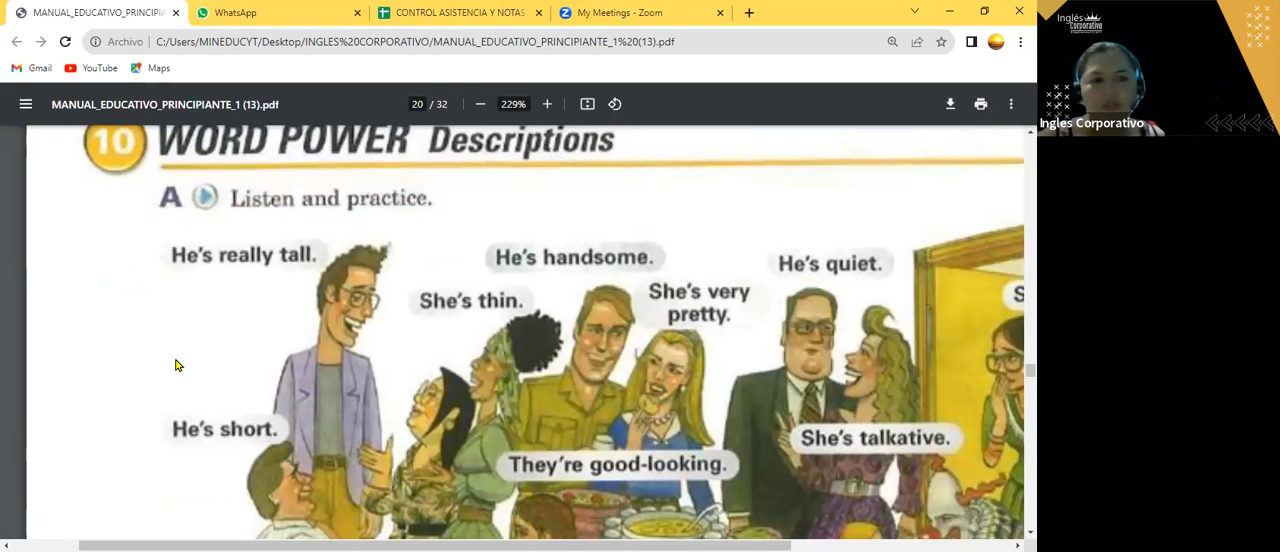 MANUAL_EDUCATIVO_PRINCIPIA
WhatsApp
CONTROL ASISTENCIA Y NOTAS
My Meetings - Zoom
Archivo
C:/Users/MINEDUCYT/Desktop/INGLES%20CORPORATIVO/MANUAL_EDUCATIVO_PRINCIPIANTE_1%20(13).pdf
Gmail
YouTube
Maps
MANUAL_EDUCATIVO_PRINCIPIANTE_1 (13).pdf
20 / 32
229%
10 WORD POWER Descriptions
A Listen and practice.
He's really tall.
He's handsome.
He's quiet.
She's thin.
She's very
pretty.
S
He's short.
She's talkative.
They're good-looking.
Inglés
Corporativo
Ingles Corporativo